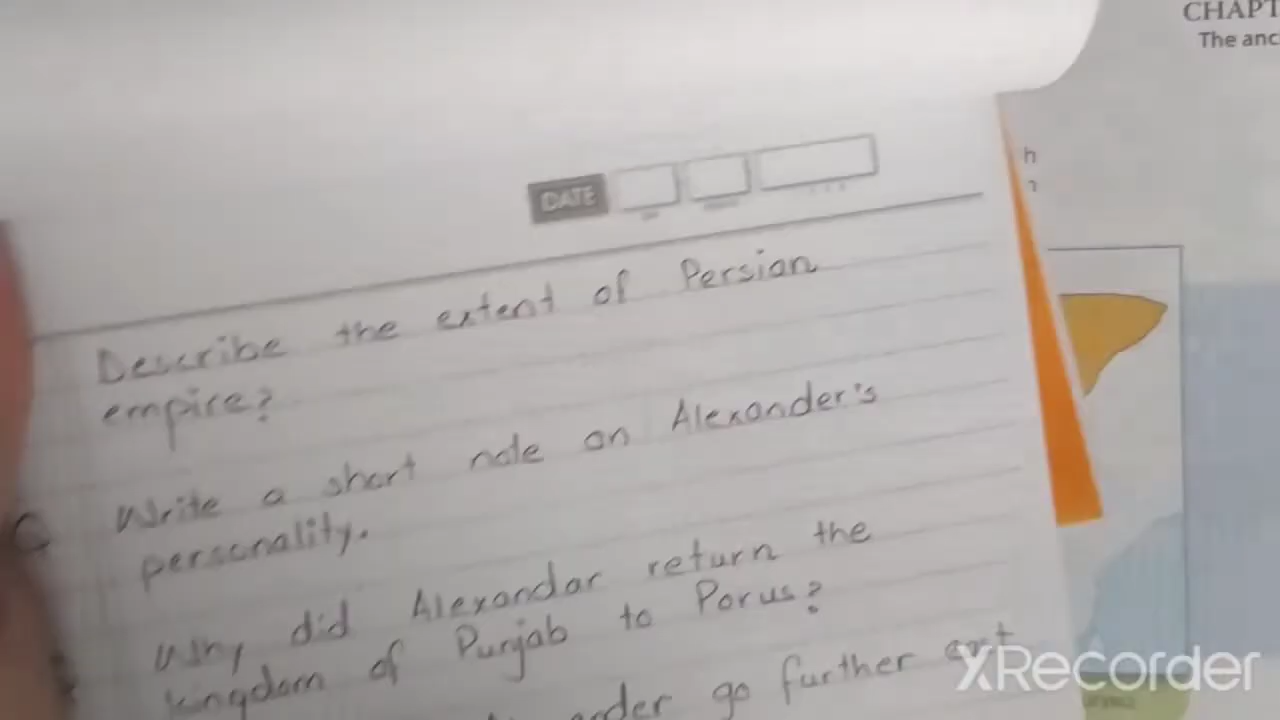 CHAPT
The anc
h
DATE
Describe the extent of Persian
empire?
Write a short note on Alexander's
personality.
Why did Alexandar return the
kingdom of Punjab to Porus?
go further
XRecorder